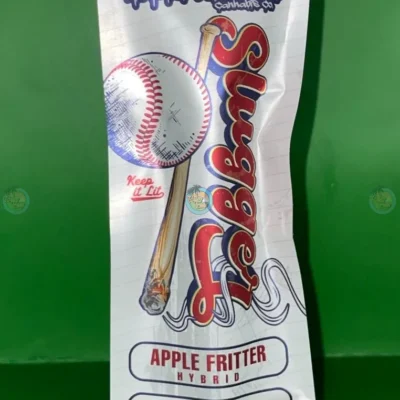 Cannabis Co
Slugger
Keep
it Lit
APPLE FRITTER
HYBRID